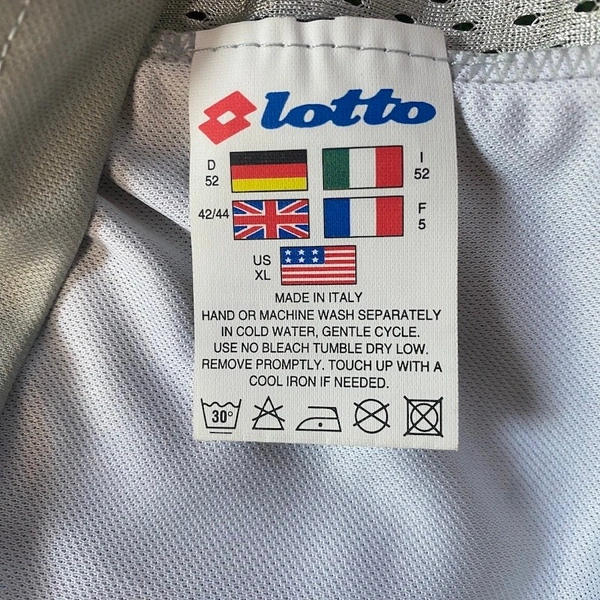 lotto
D
52
I
52
42/44
F
5
US
XL
MADE IN ITALY
HAND OR MACHINE WASH SEPARATELY
IN COLD WATER, GENTLE CYCLE.
USE NO BLEACH TUMBLE DRY LOW.
REMOVE PROMPTLY. TOUCH UP WITH A
COOL IRON IF NEEDED.
30°